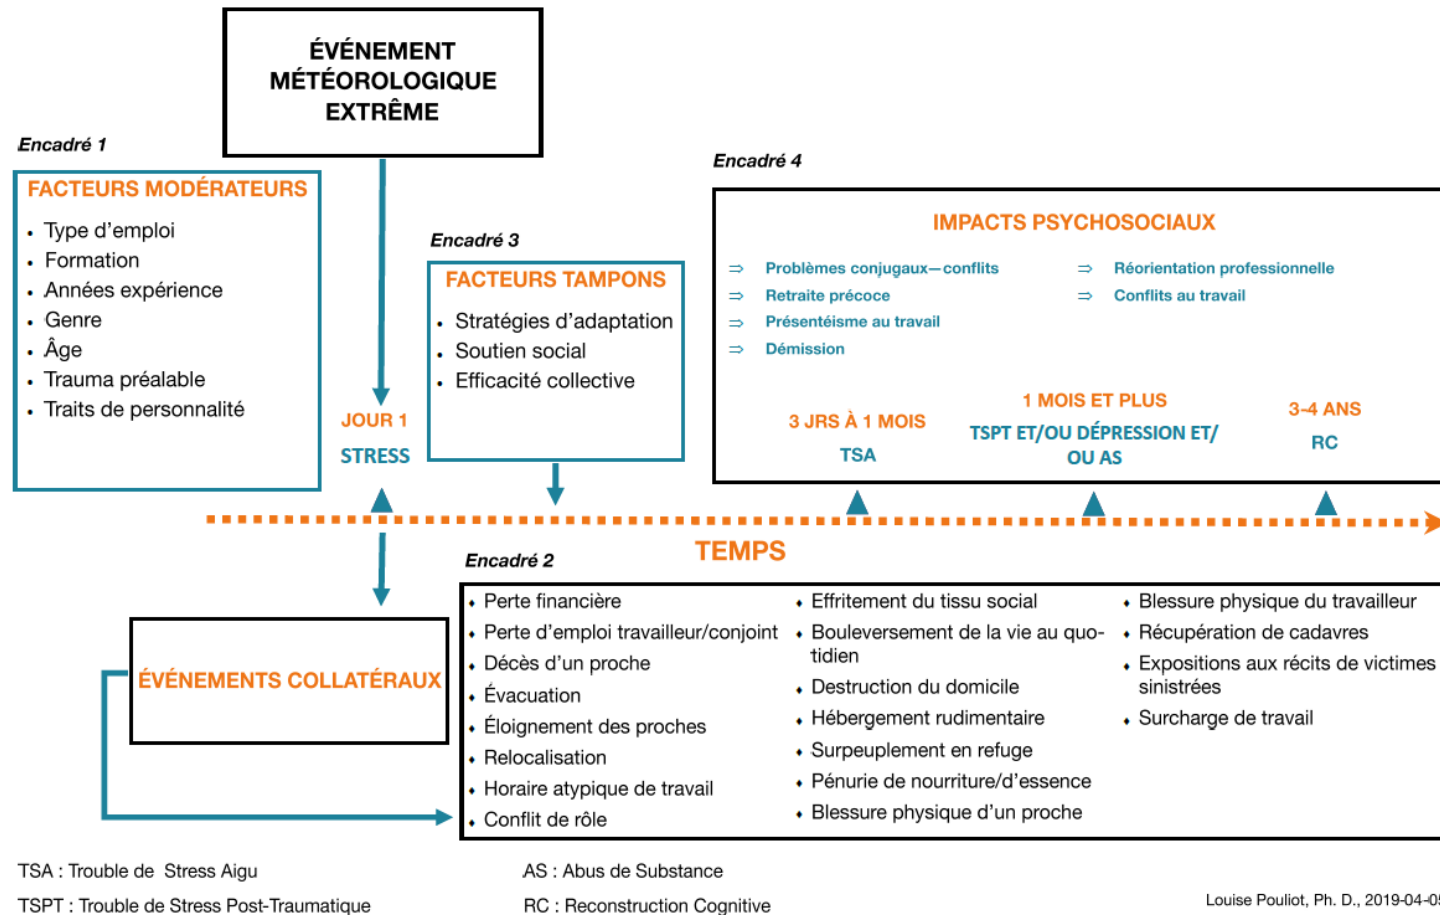 ÉVÉNEMENT
MÉTÉOROLOGIQUE
EXTRÊME
Encadré 1
FACTEURS MODÉRATEURS
• Type d'emploi
• Formation
• Années expérience
• Genre
• Âge
• Trauma préalable
• Traits de personnalité
JOUR 1
STRESS
Encadré 3
FACTEURS TAMPONS
• Stratégies d'adaptation
• Soutien social
• Efficacité collective
Encadré 4
IMPACTS PSYCHOSOCIAUX
⇒ Problèmes conjugaux—conflits
⇒ Retraite précoce
⇒ Présentéisme au travail
⇒ Démission
⇒ Réorientation professionnelle
⇒ Conflits au travail
3 JRS À 1 MOIS
TSA
1 MOIS ET PLUS
TSPT ET/OU DÉPRESSION ET/
OU AS
3-4 ANS
RC
TEMPS
ÉVÉNEMENTS COLLATÉRAUX
Encadré 2
♦ Perte financière
♦ Perte d'emploi travailleur/conjoint
♦ Décès d'un proche
♦ Évacuation
♦ Éloignement des proches
♦ Relocalisation
♦ Horaire atypique de travail
♦ Conflit de rôle
♦ Effritement du tissu social
♦ Bouleversement de la vie au quo-
tidien
♦ Destruction du domicile
♦ Hébergement rudimentaire
♦ Surpeuplement en refuge
♦ Pénurie de nourriture/d'essence
♦ Blessure physique d'un proche
♦ Blessure physique du travailleur
♦ Récupération de cadavres
♦ Expositions aux récits de victimes
sinistrées
♦ Surcharge de travail
TSA : Trouble de Stress Aigu
TSPT : Trouble de Stress Post-Traumatique
AS : Abus de Substance
RC : Reconstruction Cognitive
Louise Pouliot, Ph. D., 2019-04-05